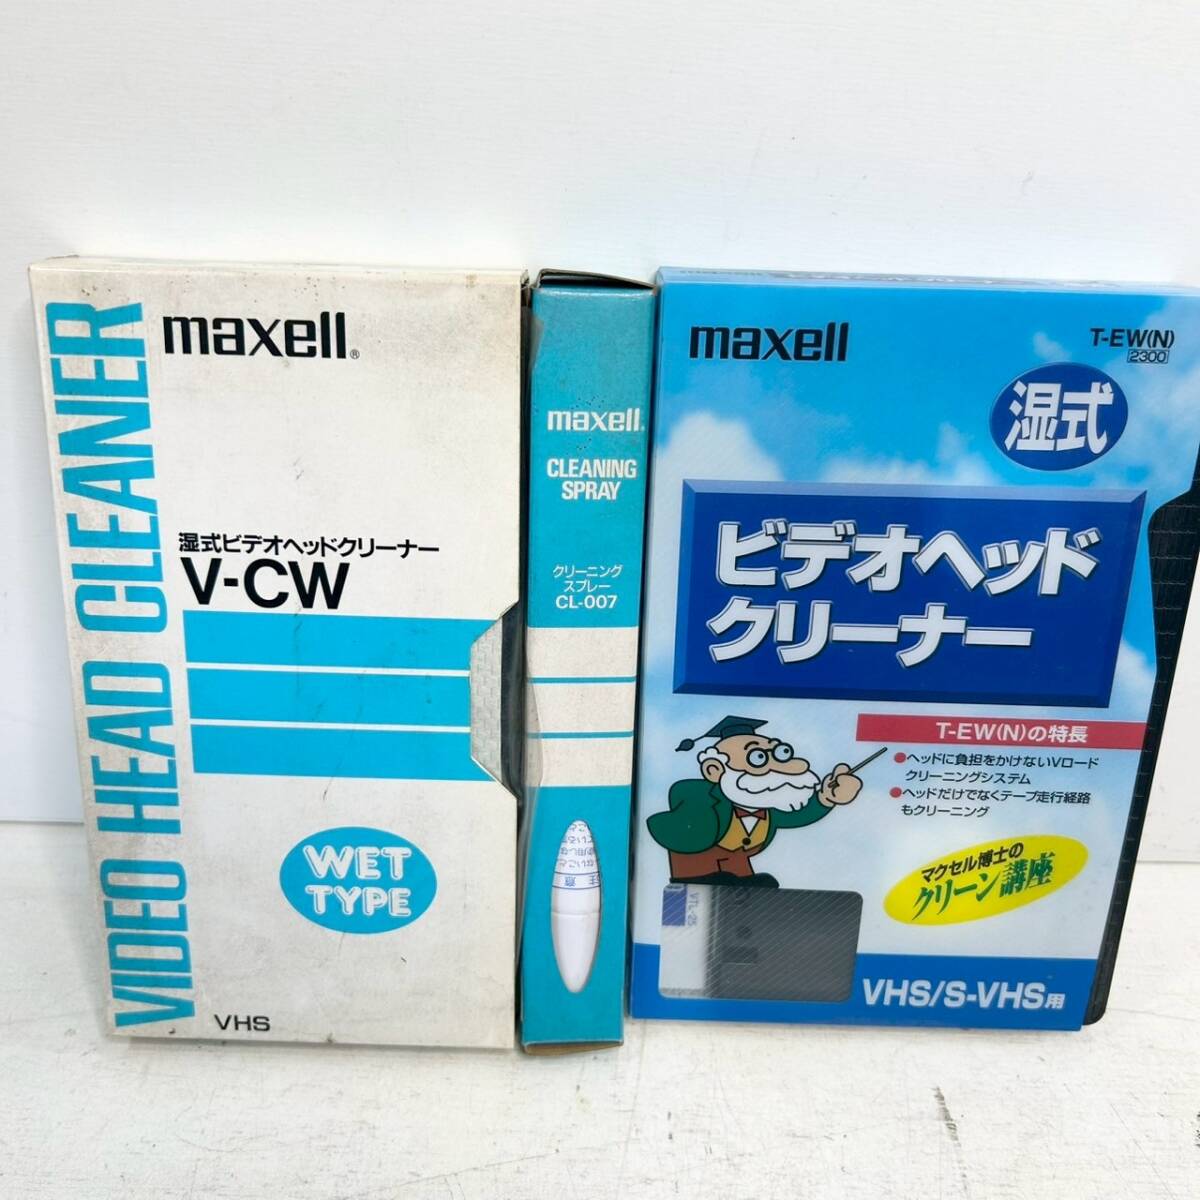 VIDEO HEAD CLEANER
maxell®
湿式ビデオヘッドクリーナー
V-CW
WET
TYPE
VHS
maxell.
CLEANING
SPRAY
クリーニング
スプレー
CL-007
注意
maxell
T-EW(N)
2300
湿式
ビデオヘッド
クリーナー
T-EW(N)の特長
●ヘッドに負担をかけないVロード
クリーニングシステム
●ヘッドだけでなくテープ走行経路
もクリーニング
マクセル博士の
クリーン講座
VTL-25
VHS/S-VHS用